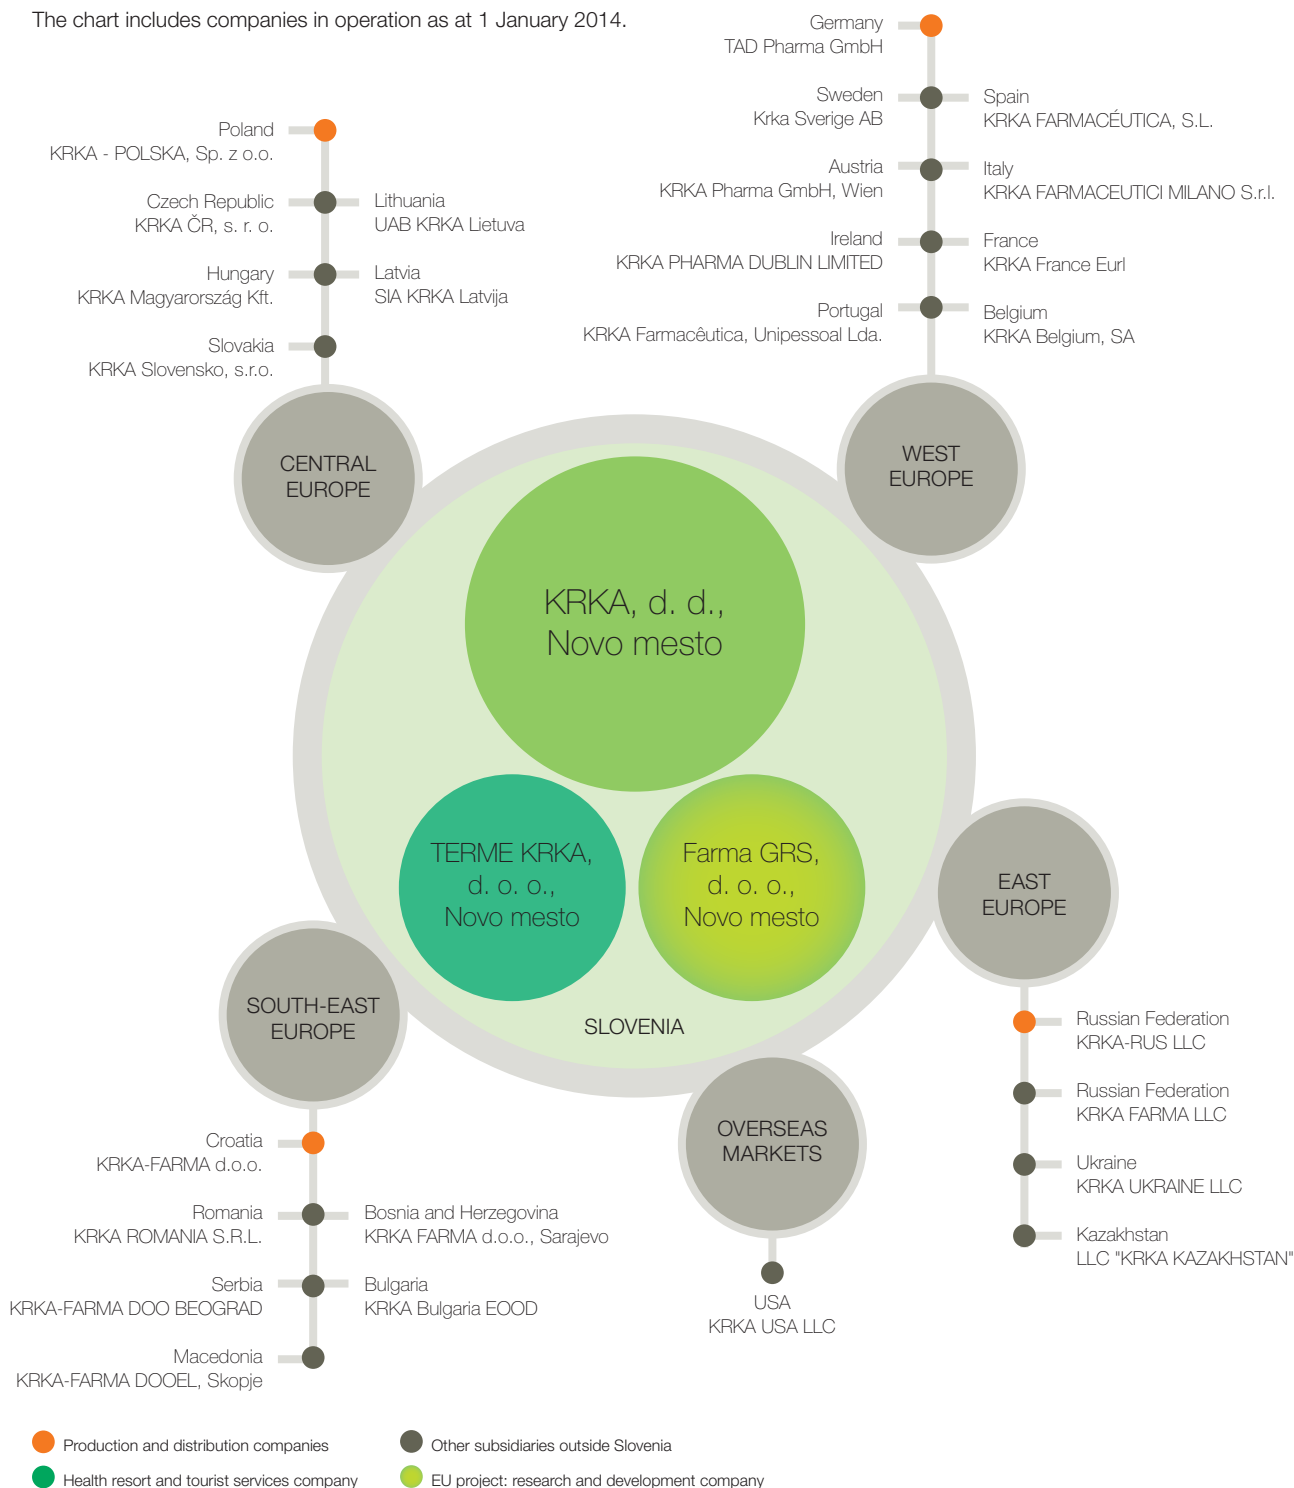 The chart includes companies in operation as at 1 January 2014.
Germany
TAD Pharma GmbH
Sweden
Krka Sverige AB
Spain
KRKA FARMACÉUTICA, S.L.
Austria
KRKA Pharma GmbH, Wien
Italy
KRKA FARMACEUTICI MILANO S.r.l.
Ireland
KRKA PHARMA DUBLIN LIMITED
France
KRKA France Eurl
Portugal
KRKA Farmacêutica, Unipessoal Lda.
Belgium
KRKA Belgium, SA
WEST
EUROPE
Poland
KRKA - POLSKA, Sp. z o.o.
Czech Republic
KRKA ČR, s. r. o.
Lithuania
UAB KRKA Lietuva
Hungary
KRKA Magyarország Kft.
Latvia
SIA KRKA Latvija
Slovakia
KRKA Slovensko, s.r.o.
CENTRAL
EUROPE
KRKA, d. d.,
Novo mesto
TERME KRKA,
d. o. o.,
Novo mesto
Farma GRS,
d. o. o.,
Novo mesto
SLOVENIA
EAST
EUROPE
Russian Federation
KRKA-RUS LLC
Russian Federation
KRKA FARMA LLC
Ukraine
KRKA UKRAINE LLC
Kazakhstan
LLC "KRKA KAZAKHSTAN"
SOUTH-EAST
EUROPE
Croatia
KRKA-FARMA d.o.o.
Romania
KRKA ROMANIA S.R.L.
Bosnia and Herzegovina
KRKA FARMA d.o.o., Sarajevo
Serbia
KRKA-FARMA DOO BEOGRAD
Bulgaria
KRKA Bulgaria EOOD
Macedonia
KRKA-FARMA DOOEL, Skopje
OVERSEAS
MARKETS
USA
KRKA USA LLC
Production and distribution companies
Other subsidiaries outside Slovenia
Health resort and tourist services company
EU project: research and development company